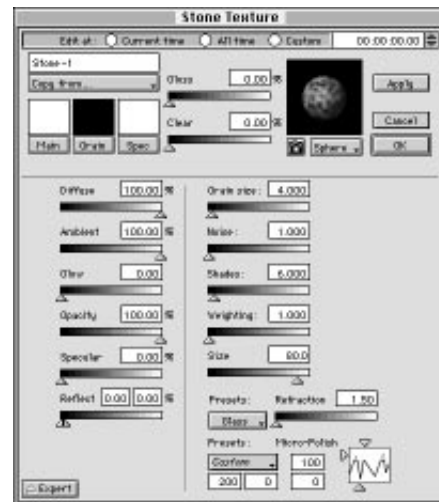 Stone Texture
Edit at: Current time All time Custom 00:00:00.00
Stone-1
Copy from...
Gloss 0.00 %
Clear 0.00 %
Main Grain Spec
Sphere
Apply
Cancel
OK
Diffuse 100.00 %
Ambient 100.00 %
Glow 0.00
Opacity 100.00 %
Specular 0.00 %
Reflect 0.00 0.00 %
Grain size: 4.000
Noise: 1.000
Shades: 6.000
Weighting: 1.000
Size 80.0
Presets: Refraction 1.50
Glass
Presets: Micro-Polish
Custom 100
200 0 0
Expert